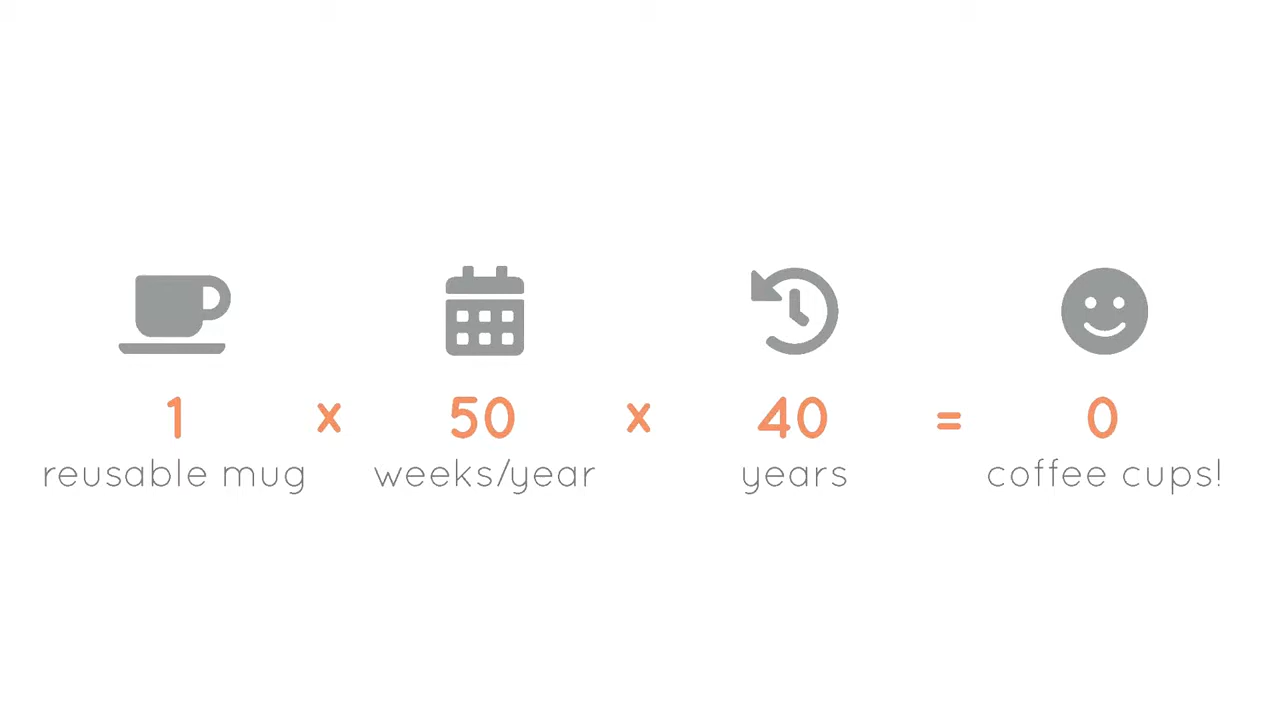 1 x 50 x 40 = 0
reusable mug weeks/year years coffee cups!